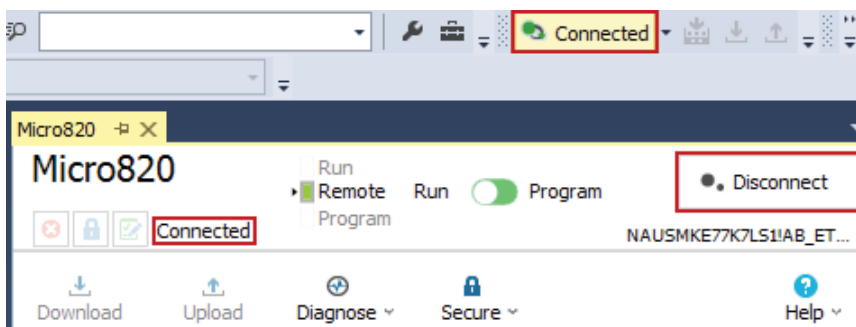 Connected
Micro820
Micro820
Run
Remote Run Program
Program
Disconnect
Connected
NAUSMKE77K7LS1!AB_ET...
Download Upload Diagnose Secure Help